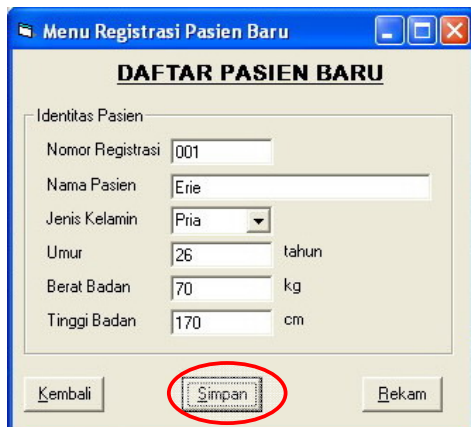 Menu Registrasi Pasien Baru
DAFTAR PASIEN BARU
Identitas Pasien
Nomor Registrasi 001
Nama Pasien Erie
Jenis Kelamin Pria
Umur 26 tahun
Berat Badan 70 kg
Tinggi Badan 170 cm
Kembali Simpan Rekam